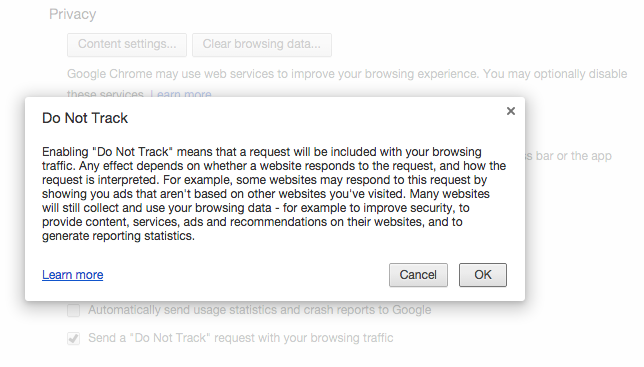 Privacy
Content settings... Clear browsing data...
Google Chrome may use web services to improve your browsing experience. You may optionally disable
these services. Learn more
Do Not Track
Enabling "Do Not Track" means that a request will be included with your browsing
traffic. Any effect depends on whether a website responds to the request, and how the
request is interpreted. For example, some websites may respond to this request by
showing you ads that aren't based on other websites you've visited. Many websites
will still collect and use your browsing data - for example to improve security, to
provide content, services, ads and recommendations on their websites, and to
generate reporting statistics.
bar or the app
Learn more Cancel OK
Automatically send usage statistics and crash reports to Google
Send a "Do Not Track" request with your browsing traffic